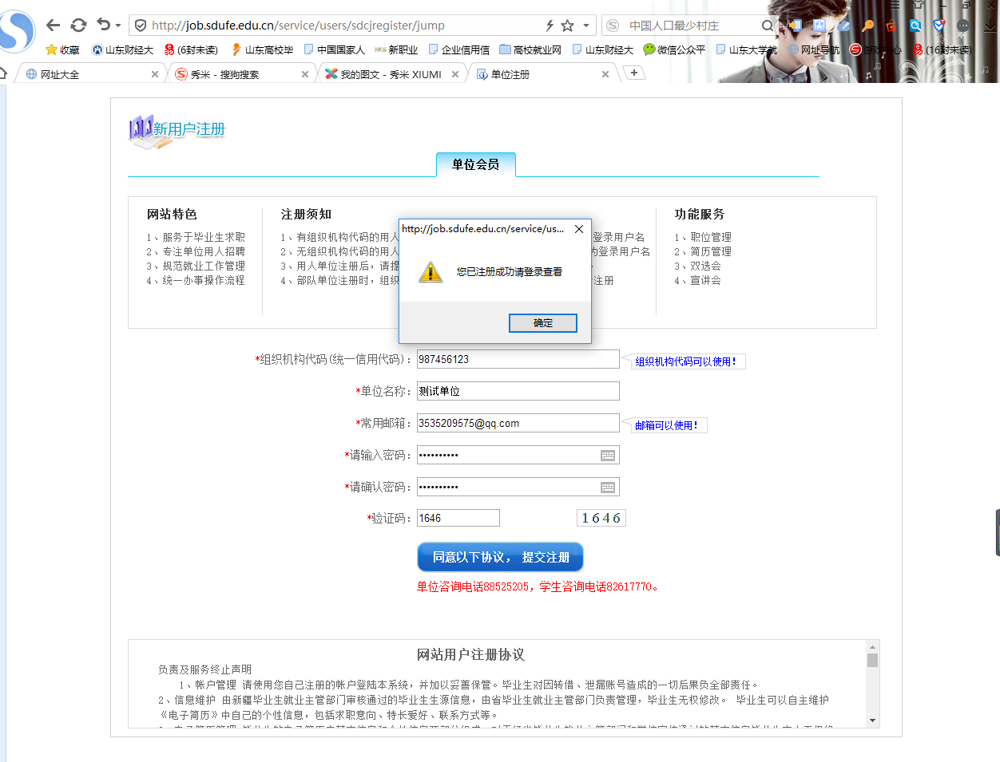 http://job.sdufe.edu.cn/service/users/sdcjregister/jump
中国人口最少村庄
收藏 山东财经大 (6封未读) 山东高校毕 中国国家人 新职业 企业信用信 高校就业网 山东财经大 微信公众平 山东大学就 网址导航 游戏中心 (16封未读)
网址大全 秀米 - 搜狗搜索 我的图文 - 秀米 XIUMI 单位注册
新用户注册
单位会员
网站特色 注册须知 功能服务
1、服务于毕业生求职 1、有组织机构代码的用人 登录用户名 1、职位管理
2、专注单位用人招聘 2、无组织机构代码的用人 为登录用户名 2、简历管理
3、规范就业工作管理 3、用人单位注册后，请提 3、双选会
4、统一办事操作流程 4、部队单位注册时，组织 注册 4、宣讲会
http://job.sdufe.edu.cn/service/us...
您已注册成功请登录查看
确定
*组织机构代码(统一信用代码)： 987456123 组织机构代码可以使用！
*单位名称： 测试单位
*常用邮箱： 3535209575@qq.com 邮箱可以使用！
*请输入密码： ••••••••••
*请确认密码： ••••••••••
*验证码： 1646 1646
同意以下协议， 提交注册
单位咨询电话88525205，学生咨询电话82617770。
网站用户注册协议
负责及服务终止声明
1、帐户管理 请使用您自己注册的帐户登陆本系统，并加以妥善保管。毕业生对因转借、泄漏账号造成的一切后果负全部责任。
2、信息维护 由新疆毕业生就业主管部门审核通过的毕业生生源信息，由省毕业生就业主管部门负责管理，毕业生无权修改。 毕业生可以自主维护
《电子简历》中自己的个性信息，包括求职意向、特长爱好、联系方式等。